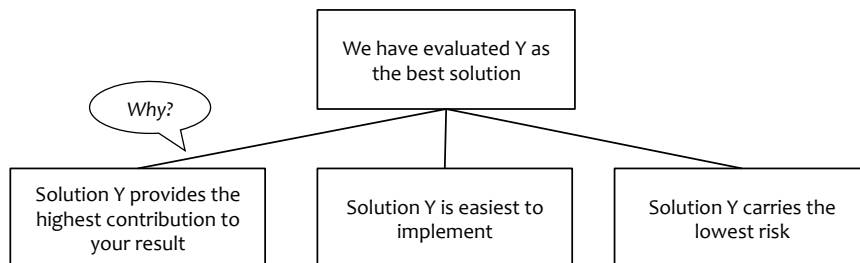 We have evaluated Y as
the best solution
Why?
Solution Y provides the
highest contribution to
your result
Solution Y is easiest to
implement
Solution Y carries the
lowest risk